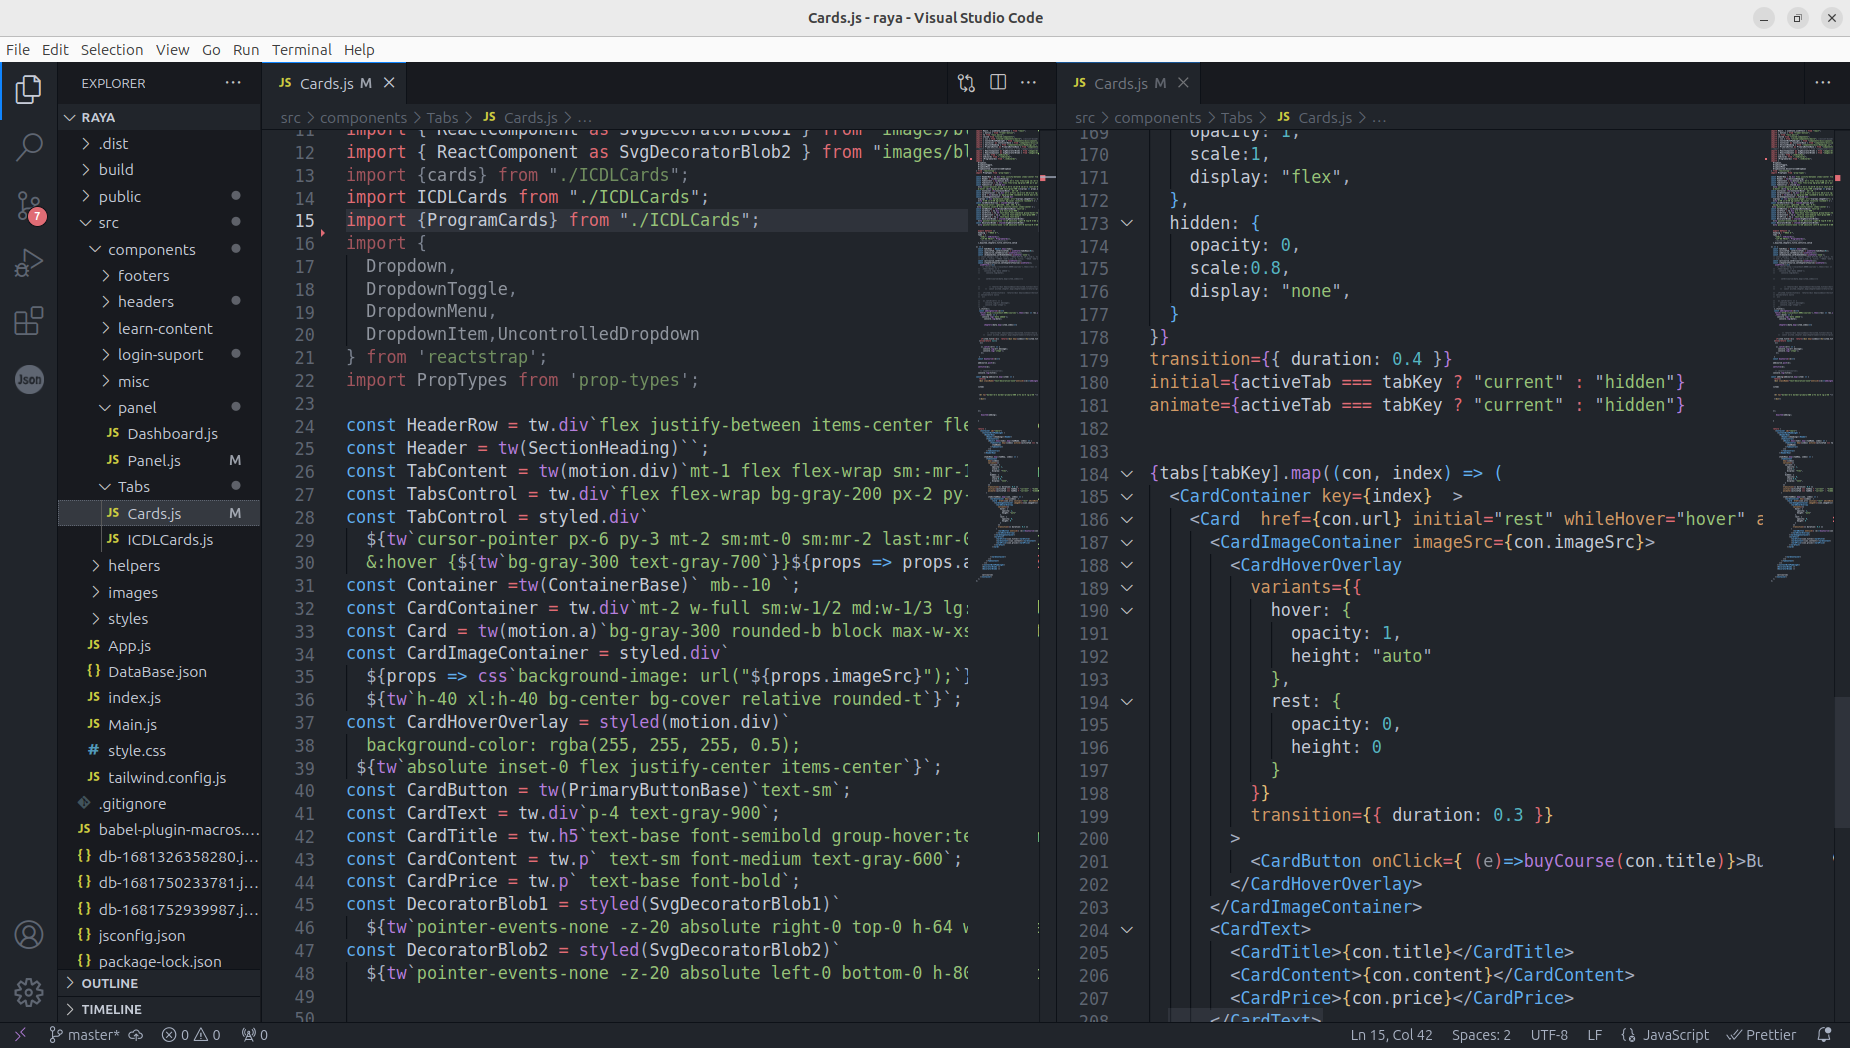 Cards.js - raya - Visual Studio Code
File Edit Selection View Go Run Terminal Help
EXPLORER
RAYA
.dist
build
public
src
components
footers
headers
learn-content
login-suport
misc
panel
JS Dashboard.js
JS Panel.js M
Tabs
JS Cards.js M
JS ICDLCards.js
helpers
images
styles
JS App.js
{} DataBase.json
JS index.js
JS Main.js
# style.css
JS tailwind.config.js
.gitignore
JS babel-plugin-macros....
{} db-1681326358280.j...
{} db-1681750233781.j...
{} db-1681752939987.j...
{} jsconfig.json
{} package-lock.json
OUTLINE
TIMELINE
7
Json
JS Cards.js M
src > components > Tabs > JS Cards.js > ...
11 import { ReactComponent as SvgDecoratorBlob1 } from "images/bl
12 import { ReactComponent as SvgDecoratorBlob2 } from "images/bl
13 import {cards} from "./ICDLCards";
14 import ICDLCards from "./ICDLCards";
15 import {ProgramCards} from "./ICDLCards";
16 import {
17 Dropdown,
18 DropdownToggle,
19 DropdownMenu,
20 DropdownItem,UncontrolledDropdown
21 } from 'reactstrap';
22 import PropTypes from 'prop-types';
23
24 const HeaderRow = tw.div`flex justify-between items-center fle
25 const Header = tw(SectionHeading)``;
26 const TabContent = tw(motion.div)`mt-1 flex flex-wrap sm:-mr-1
27 const TabsControl = tw.div`flex flex-wrap bg-gray-200 px-2 py-
28 const TabControl = styled.div`
29 ${tw`cursor-pointer px-6 py-3 mt-2 sm:mt-0 sm:mr-2 last:mr-0
30 &:hover {${tw`bg-gray-300 text-gray-700`}}${props => props.a
31 const Container =tw(ContainerBase)` mb--10 `;
32 const CardContainer = tw.div`mt-2 w-full sm:w-1/2 md:w-1/3 lg:
33 const Card = tw(motion.a)`bg-gray-300 rounded-b block max-w-xs
34 const CardImageContainer = styled.div`
35 ${props => css`background-image: url("${props.imageSrc}");`}
36 ${tw`h-40 xl:h-40 bg-center bg-cover relative rounded-t`}`;
37 const CardHoverOverlay = styled(motion.div)`
38 background-color: rgba(255, 255, 255, 0.5);
39 ${tw`absolute inset-0 flex justify-center items-center`}`;
40 const CardButton = tw(PrimaryButtonBase)`text-sm`;
41 const CardText = tw.div`p-4 text-gray-900`;
42 const CardTitle = tw.h5`text-base font-semibold group-hover:te
43 const CardContent = tw.p` text-sm font-medium text-gray-600`;
44 const CardPrice = tw.p` text-base font-bold`;
45 const DecoratorBlob1 = styled(SvgDecoratorBlob1)`
46 ${tw`pointer-events-none -z-20 absolute right-0 top-0 h-64 w
47 const DecoratorBlob2 = styled(SvgDecoratorBlob2)`
48 ${tw`pointer-events-none -z-20 absolute left-0 bottom-0 h-80
49
50
JS Cards.js M
src > components > Tabs > JS Cards.js > ...
169 opacity: 1,
170 scale:1,
171 display: "flex",
172 },
173 hidden: {
174 opacity: 0,
175 scale:0.8,
176 display: "none",
177 }
178 }}
179 transition={{ duration: 0.4 }}
180 initial={activeTab === tabKey ? "current" : "hidden"}
181 animate={activeTab === tabKey ? "current" : "hidden"}
182
183
184 {tabs[tabKey].map((con, index) => (
185 <CardContainer key={index} >
186 <Card href={con.url} initial="rest" whileHover="hover" a
187 <CardImageContainer imageSrc={con.imageSrc}>
188 <CardHoverOverlay
189 variants={{
190 hover: {
191 opacity: 1,
192 height: "auto"
193 },
194 rest: {
195 opacity: 0,
196 height: 0
197 }
198 }}
199 transition={{ duration: 0.3 }}
200 >
201 <CardButton onClick={ (e)=>buyCourse(con.title)}>Bu
202 </CardHoverOverlay>
203 </CardImageContainer>
204 <CardText>
205 <CardTitle>{con.title}</CardTitle>
206 <CardContent>{con.content}</CardContent>
207 <CardPrice>{con.price}</CardPrice>
208 </CardText>
master* 0 0 0 Ln 15, Col 42 Spaces: 2 UTF-8 LF {} JavaScript Prettier